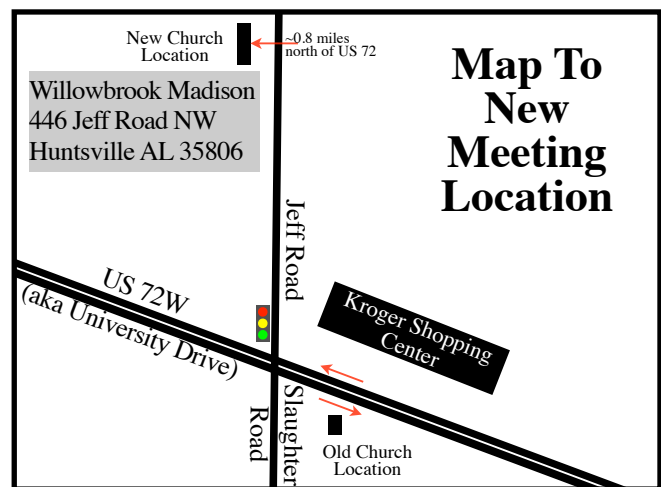 New Church
Location
~0.8 miles
north of US 72
Map To
New
Meeting
Location
Willowbrook Madison
446 Jeff Road NW
Huntsville AL 35806
Jeff Road
US 72W
(aka University Drive)
Kroger Shopping
Center
Slaughter
Road
Old Church
Location